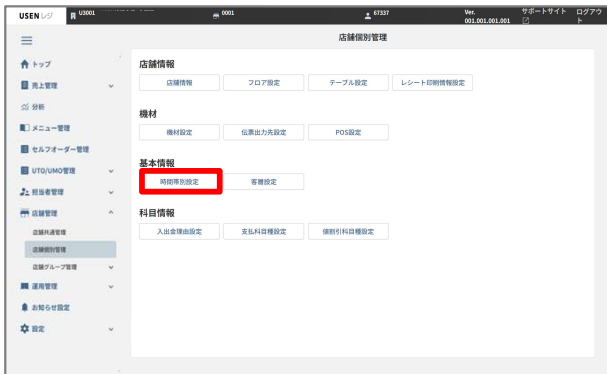 USENレジ U3001 0001 67337 Ver. 001.001.001.001 サポートサイト ログアウト
店舗個別管理
トップ
売上管理
分析
メニュー管理
セルフオーダー管理
UTO/UMO管理
担当者管理
店舗管理
店舗共通管理
店舗個別管理
店舗グループ管理
運用管理
お知らせ設定
設定
店舗情報
店舗情報 フロア設定 テーブル設定 レシート印刷情報設定
機材
機材設定 伝票出力先設定 POS設定
基本情報
時間帯別設定 客層設定
科目情報
入出金理由設定 支払科目種設定 値割引科目種設定